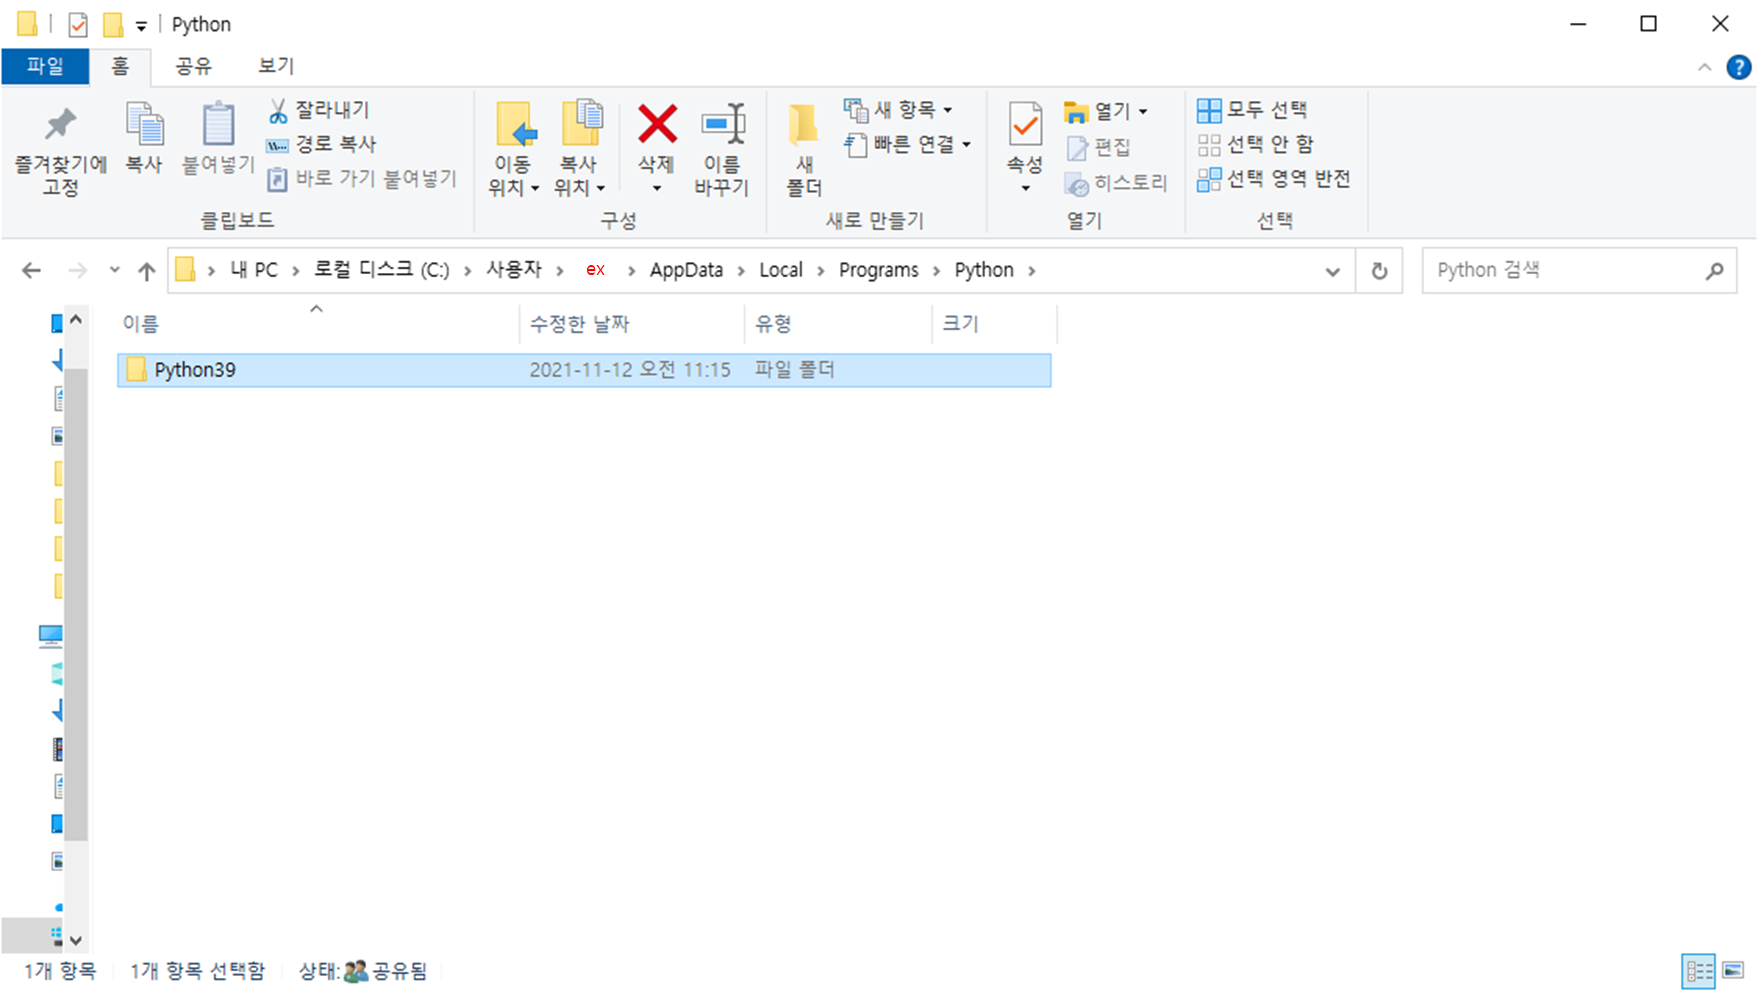 Python
파일 홈 공유 보기
즐겨찾기에 고정
복사
붙여넣기
잘라내기
경로 복사
바로 가기 붙여넣기
클립보드
이동 위치
복사 위치
삭제
이름 바꾸기
구성
새 폴더
새 항목
빠른 연결
새로 만들기
속성
열기
편집
히스토리
열기
모두 선택
선택 안 함
선택 영역 반전
선택
내 PC > 로컬 디스크 (C:) > 사용자 > ex > AppData > Local > Programs > Python >
Python 검색
이름 수정한 날짜 유형 크기
Python39 2021-11-12 오전 11:15 파일 폴더
1개 항목 1개 항목 선택함 상태: 공유됨